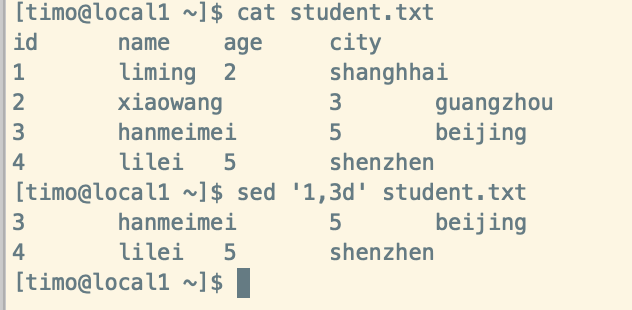 [timo@local1 ~]$ cat student.txt
id	name	age	city
1	liming	2	shanghhai
2	xiaowang	3	guangzhou
3	hanmeimei	5	beijing
4	lilei	5	shenzhen
[timo@local1 ~]$ sed '1,3d' student.txt
3	hanmeimei	5	beijing
4	lilei	5	shenzhen
[timo@local1 ~]$